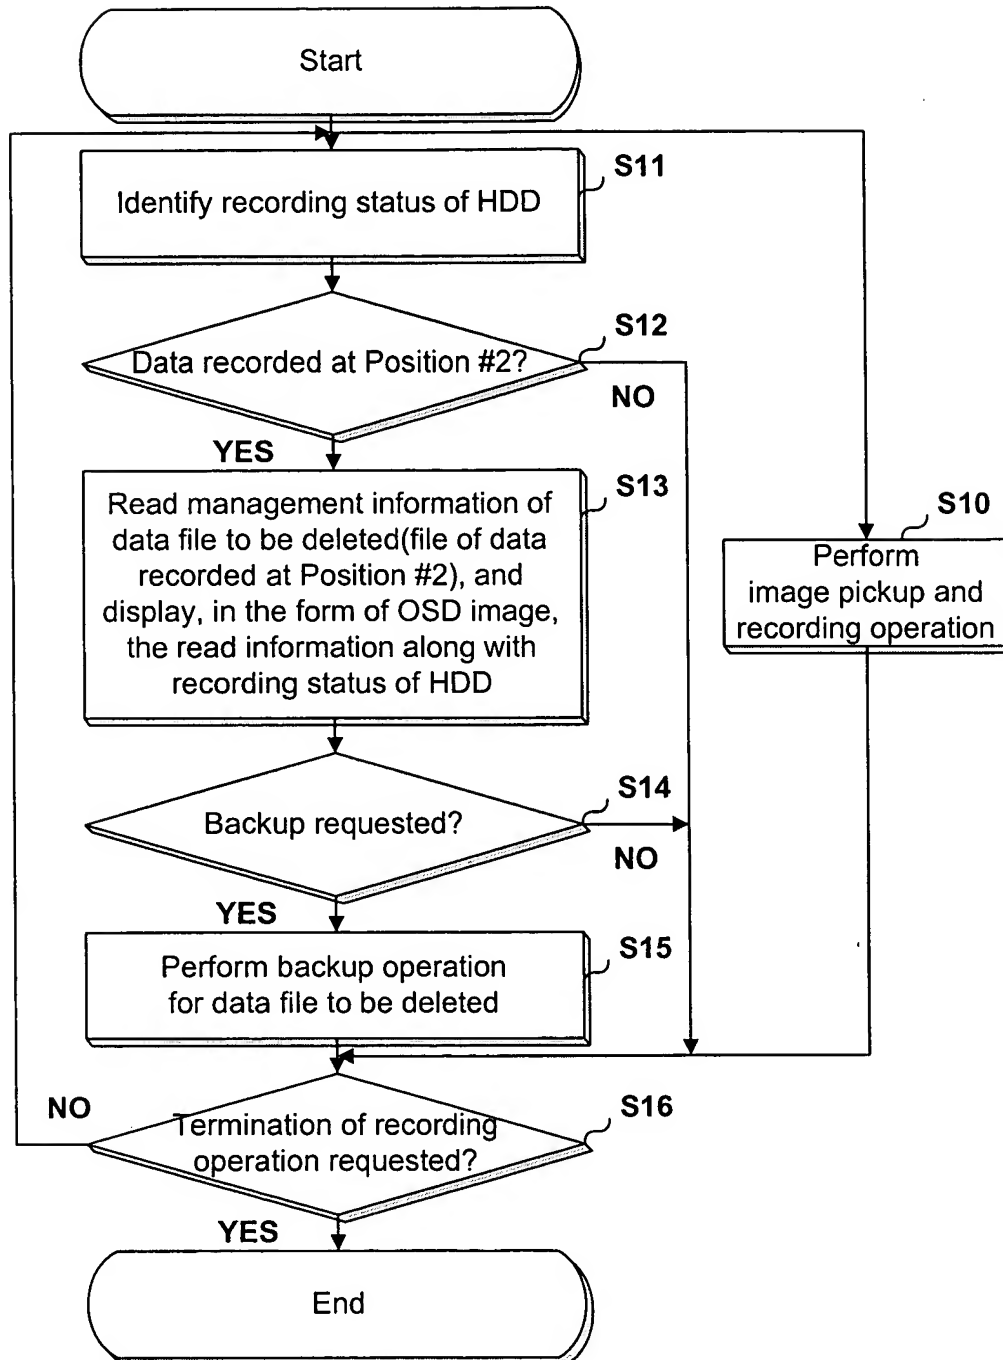 Start
S11
Identify recording status of HDD
S12
Data recorded at Position #2?
NO
YES
S13
Read management information of
data file to be deleted(file of data
recorded at Position #2), and
display, in the form of OSD image,
the read information along with
recording status of HDD
S10
Perform
image pickup and
recording operation
S14
Backup requested?
NO
YES
S15
Perform backup operation
for data file to be deleted
NO
S16
Termination of recording
operation requested?
YES
End